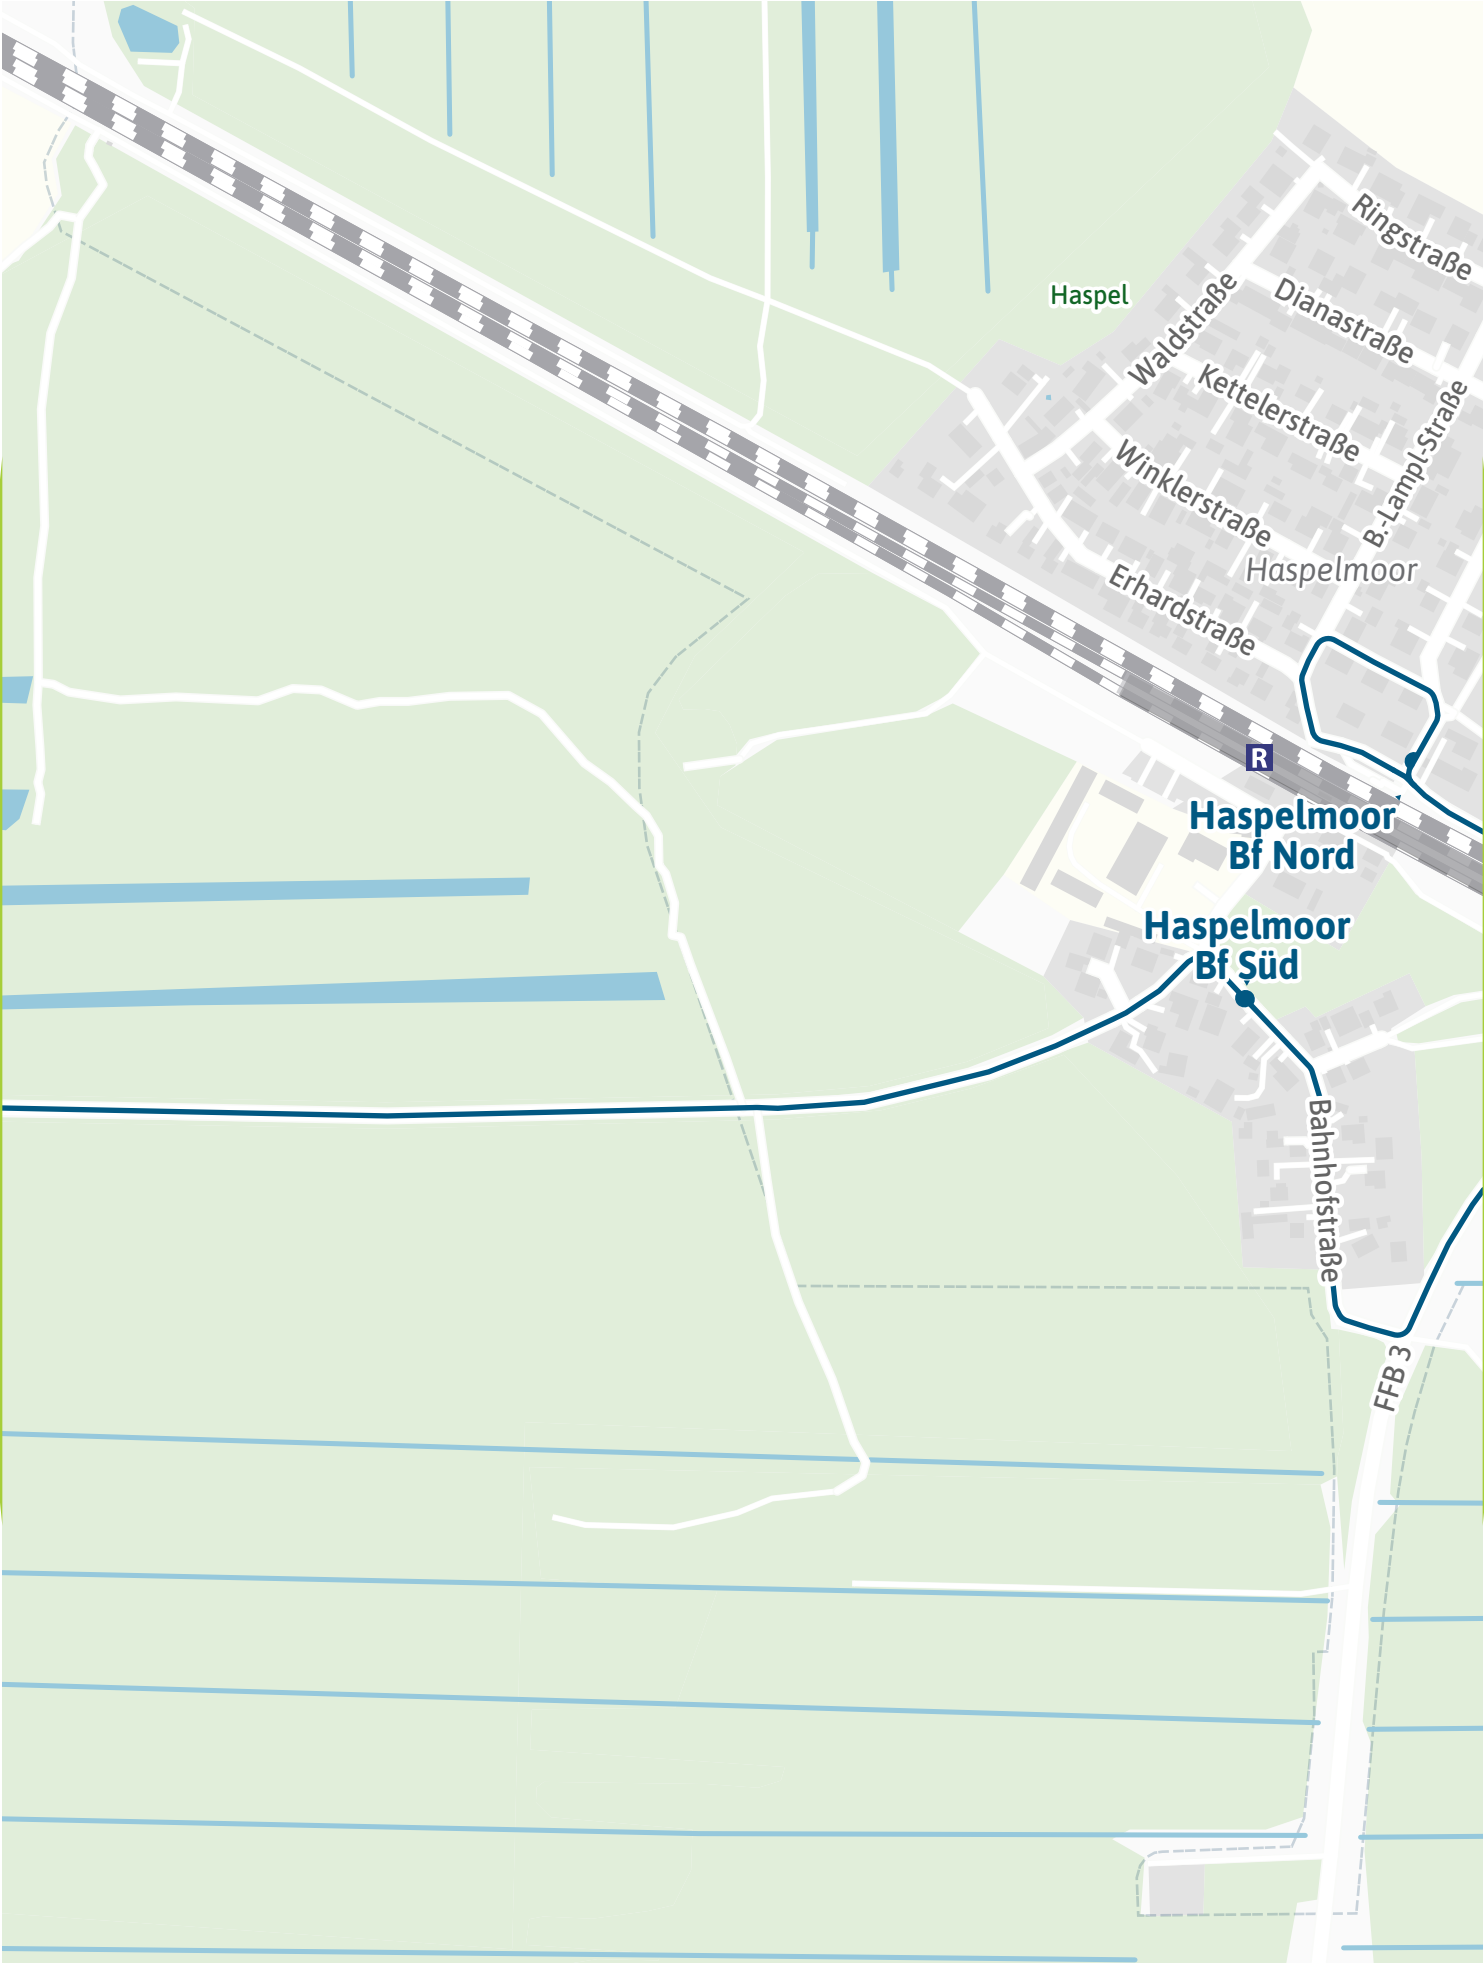 Ringstraße
Haspel
Dianastraße
Waldstraße
Kettelerstraße
B.-Lampl-Straße
Winklerstraße
Haspelmoor
Erhardstraße
R
Haspelmoor
Bf Nord
Haspelmoor
Bf Süd
Bahnhofstraße
FFB 3